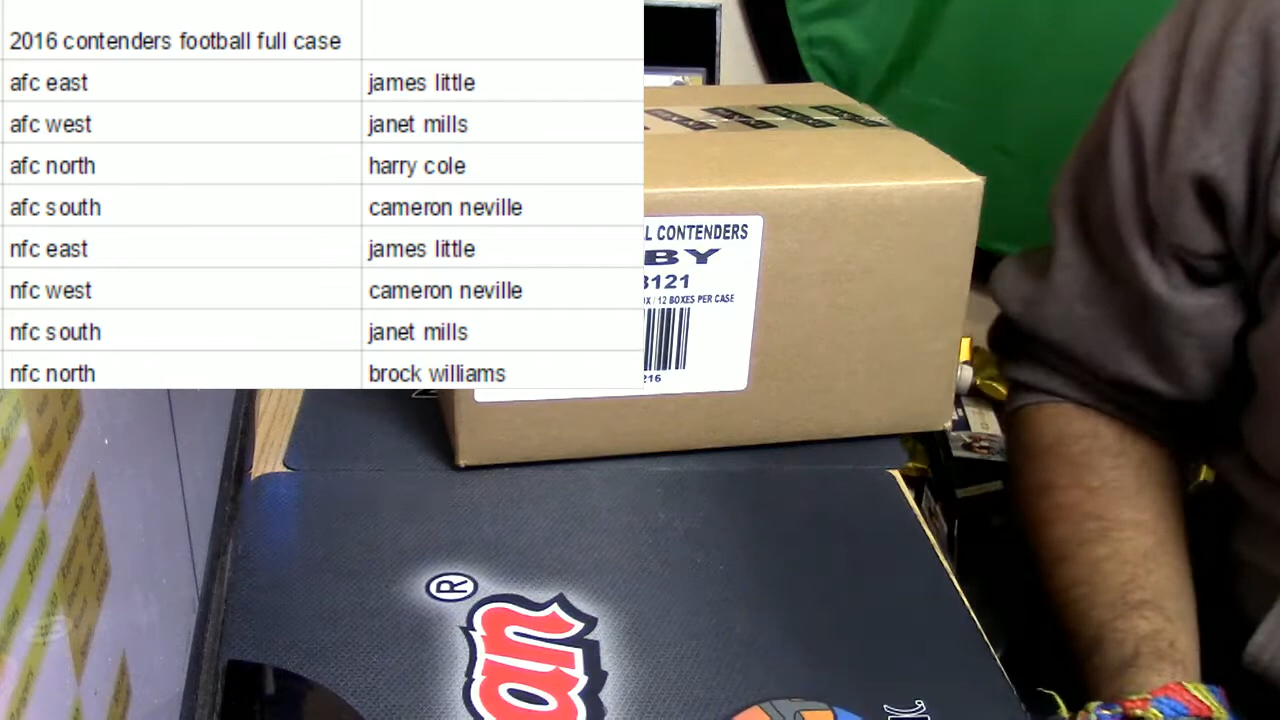 2016 contenders football full case
afc east james little
afc west janet mills
afc north harry cole
afc south cameron neville
nfc east james little
nfc west cameron neville
nfc south janet mills
nfc north brock williams
L CONTENDERS
BY
3121
OX / 12 BOXES PER CASE
216
®
an